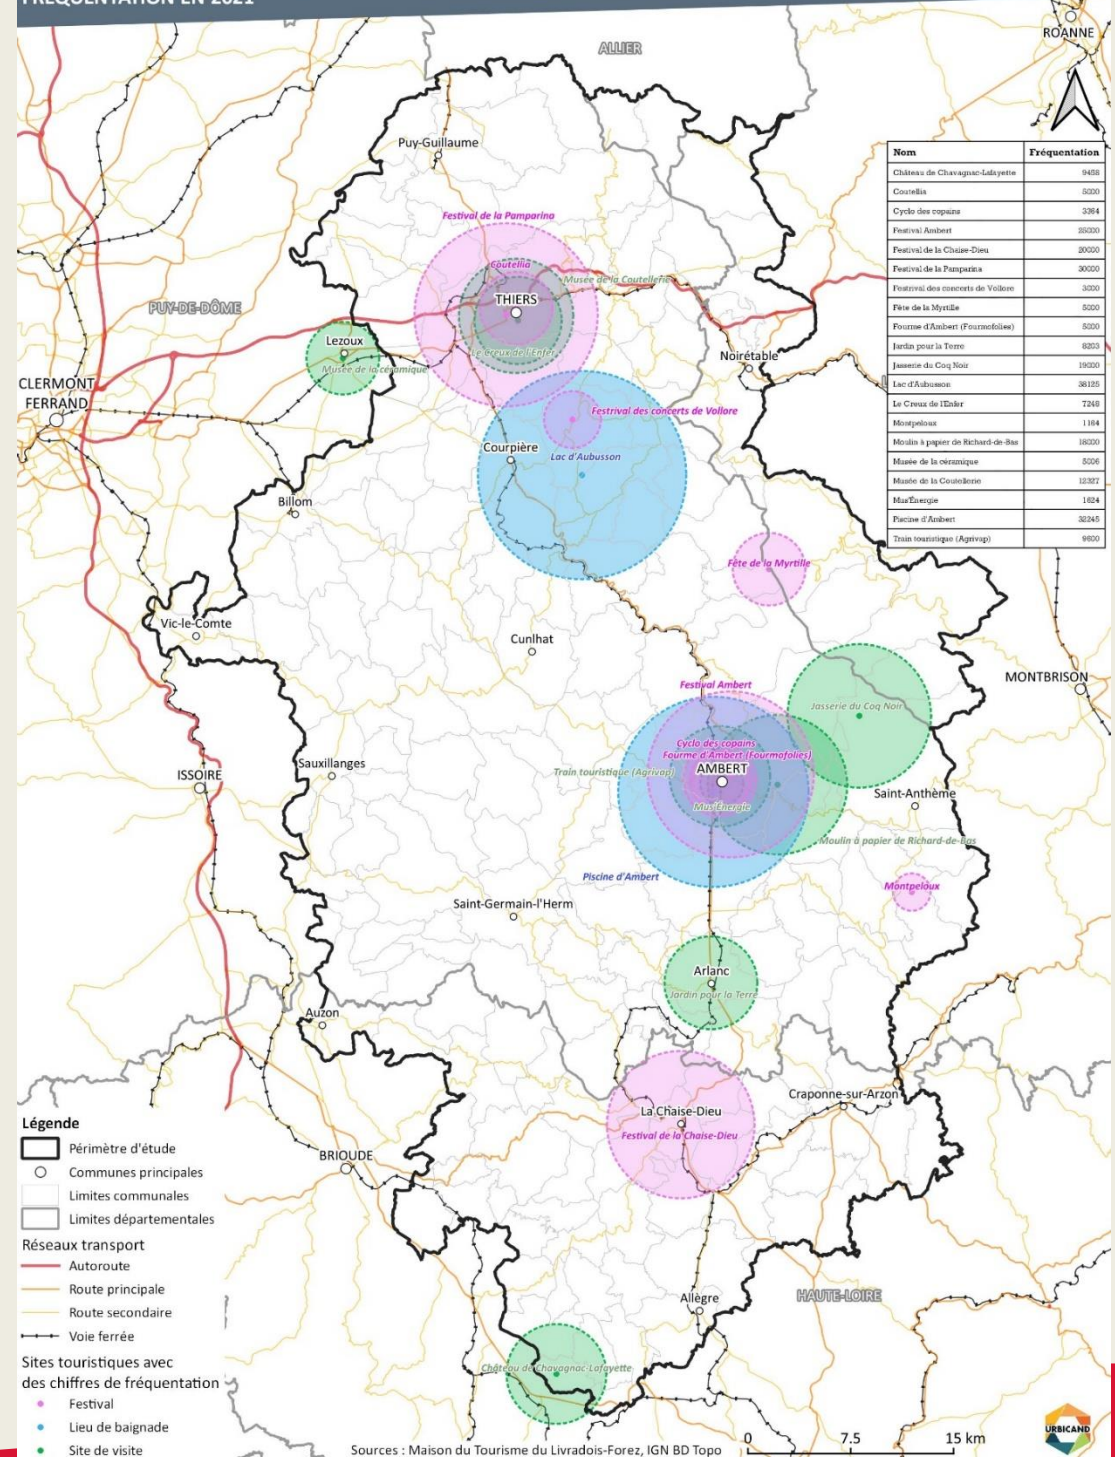 FRÉQUENTATION EN 2021
ROANNE
ALLIER
Puy-Guillaume
Nom Fréquentation
Château de Chavagnac-Lafayette 9458
Coutellia 5000
Cyclo des copains 3364
Festival Ambert 25000
Festival de la Chaise-Dieu 20000
Festival de la Pamparina 30000
Festrival des concerts de Vollore 3000
Fête de la Myrtille 5000
Fourme d'Ambert (Fourmofolies) 5000
Jardin pour la Terre 8203
Jasserie du Coq Noir 19000
Lac d'Aubusson 38125
Le Creux de l'Enfer 7248
Montpeloux 1164
Moulin à papier de Richard-de-Bas 18000
Musée de la céramique 5006
Musée de la Coutellerie 12327
Mus'Énergie 1624
Piscine d'Ambert 32245
Train touristique (Agrivap) 9600
Festival de la Pamparina
Coutellia
Musée de la Coutellerie
THIERS
PUY-DE-DÔME
Lezoux
Le creux de l'Enfer
Musée de la céramique
Noirétable
CLERMONT
FERRAND
Festrival des concerts de Vollore
Courpière
Lac d'Aubusson
Billom
Fête de la Myrtille
Vic-le-Comte
Cunlhat
MONTBRISON
Festival Ambert
Jasserie du Coq Noir
Cyclo des copains
Fourme d'Ambert (Fourmofolies)
Sauxillanges
Train touristique (Agrivap)
AMBERT
ISSOIRE
Saint-Anthème
Mus'Énergie
Moulin à papier de Richard-de-Bas
Piscine d'Ambert
Montpeloux
Saint-Germain-l'Herm
Arlanc
Jardin pour la Terre
Auzon
Craponne-sur-Arzon
La Chaise-Dieu
Festival de la Chaise-Dieu
BRIOUDE
HAUTE-LOIRE
Allègre
Château de Chavagnac-Lafayette
Légende
Périmètre d'étude
Communes principales
Limites communales
Limites départementales
Réseaux transport
Autoroute
Route principale
Route secondaire
Voie ferrée
Sites touristiques avec
des chiffres de fréquentation
Festival
Lieu de baignade
Site de visite
Sources : Maison du Tourisme du Livradois-Forez, IGN BD Topo
0 7.5 15 km
URBICAND